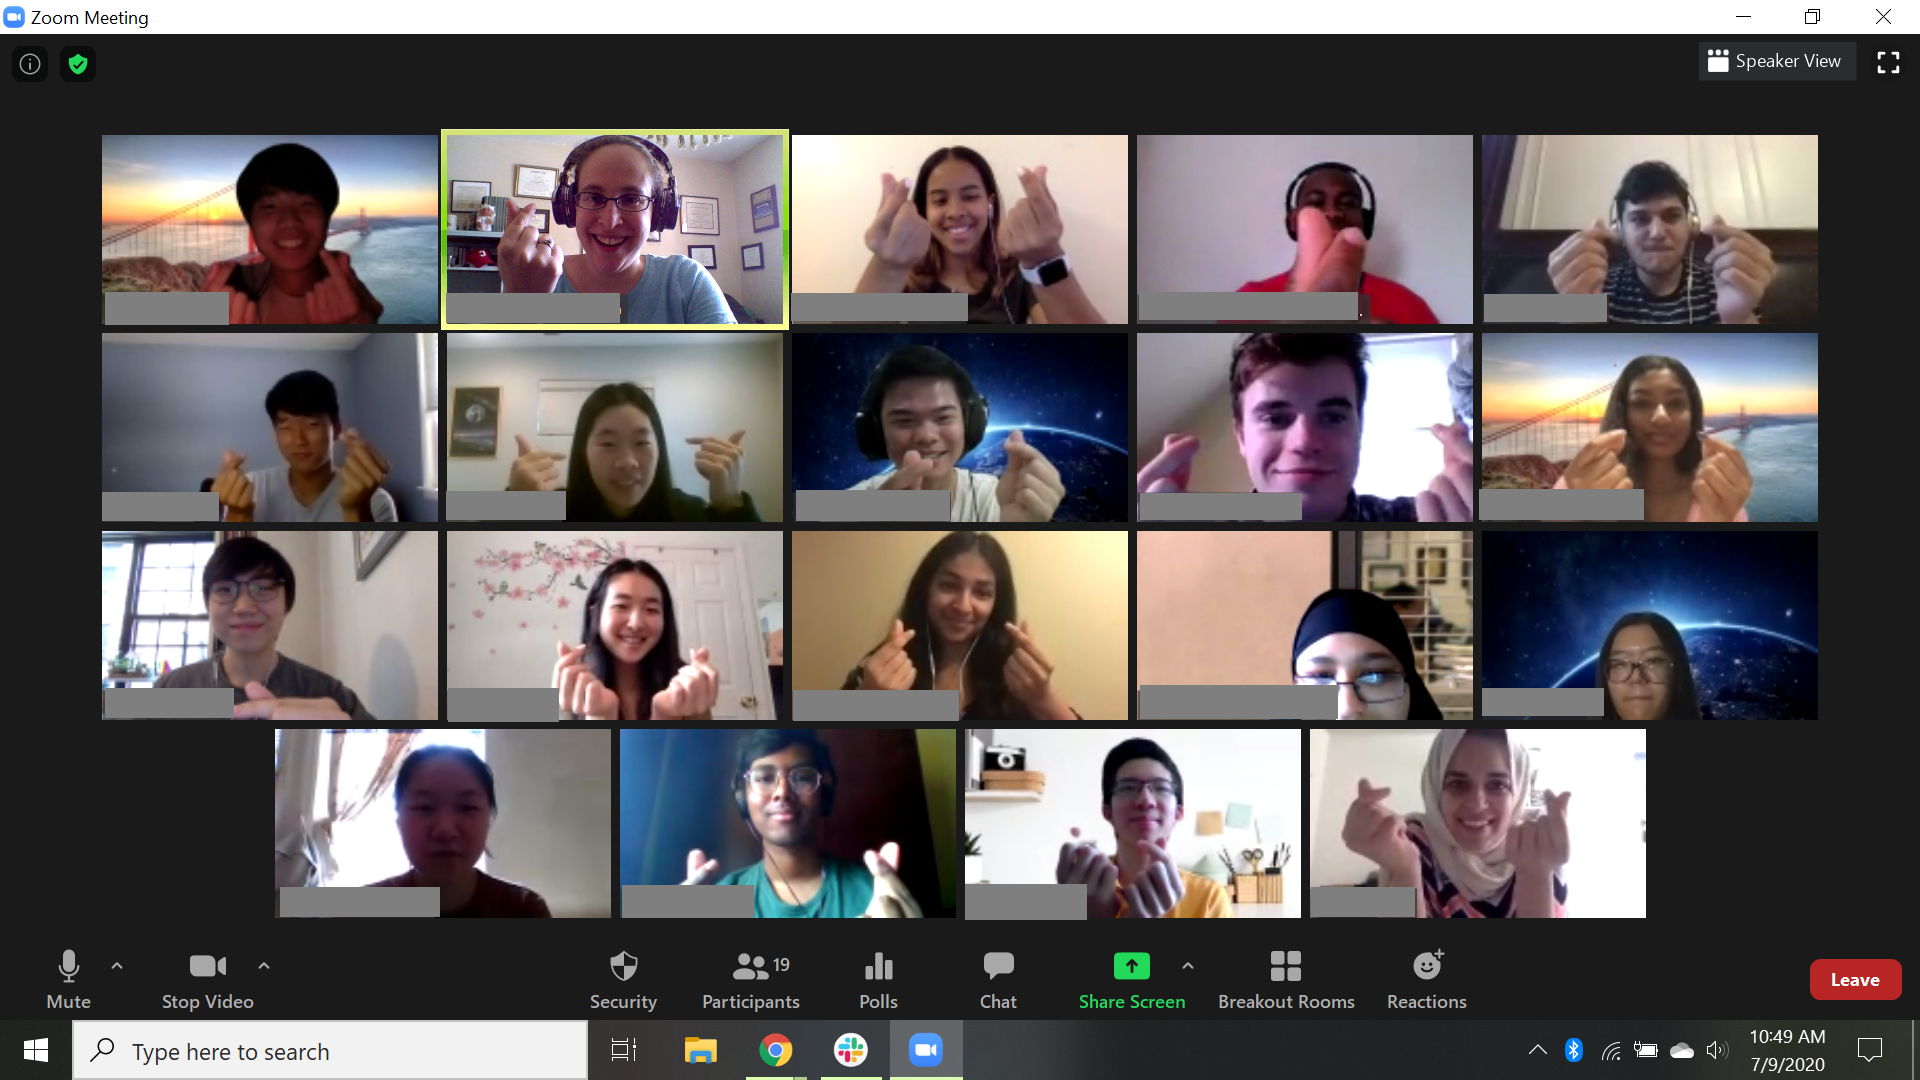 Zoom Meeting
Speaker View
Mute
Stop Video
Security
19
Participants
Polls
Chat
Share Screen
Breakout Rooms
Reactions
Leave
Type here to search
10:49 AM
7/9/2020